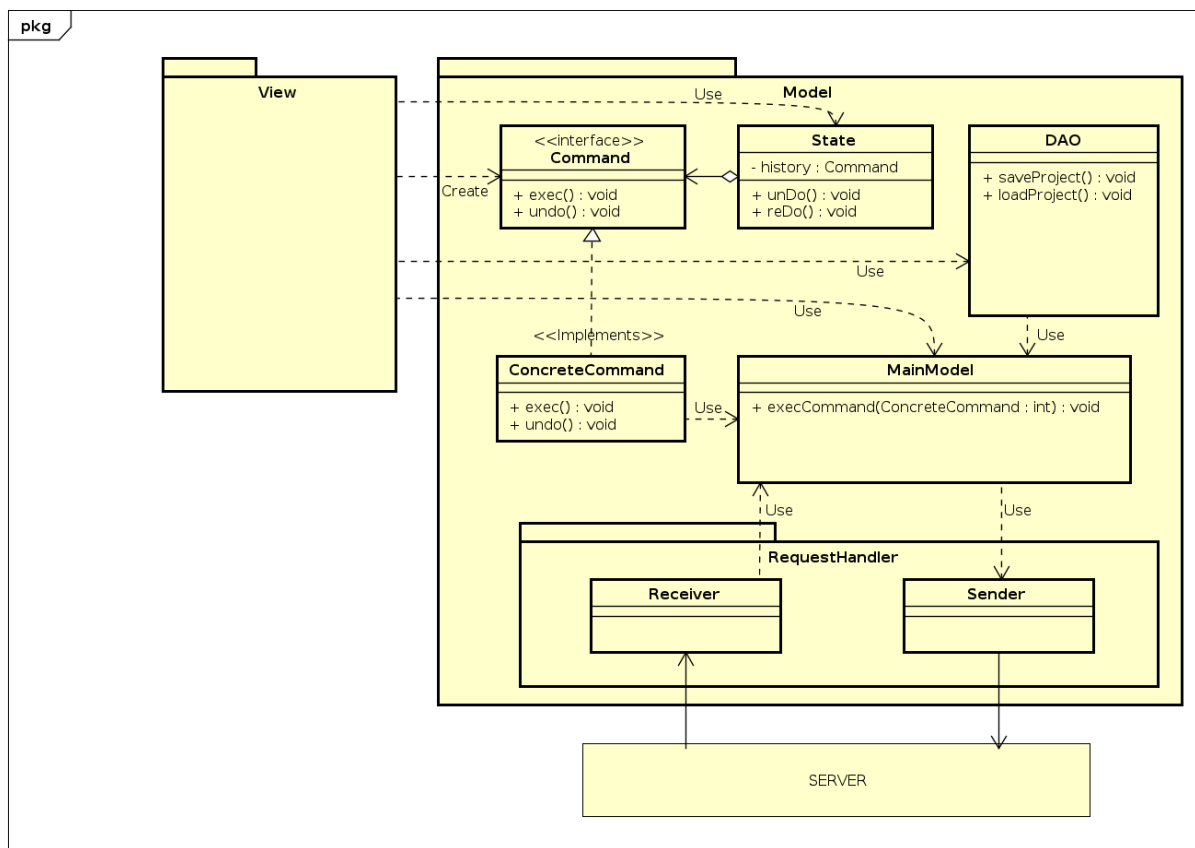 pkg
View
Model
Use
<<interface>>
Command
+ exec() : void
+ undo() : void
State
- history : Command
+ unDo() : void
+ reDo() : void
DAO
+ saveProject() : void
+ loadProject() : void
Create
Use
Use
<<Implements>>
Use
ConcreteCommand
+ exec() : void
+ undo() : void
Use
MainModel
+ execCommand(ConcreteCommand : int) : void
Use
Use
RequestHandler
Receiver
Sender
SERVER